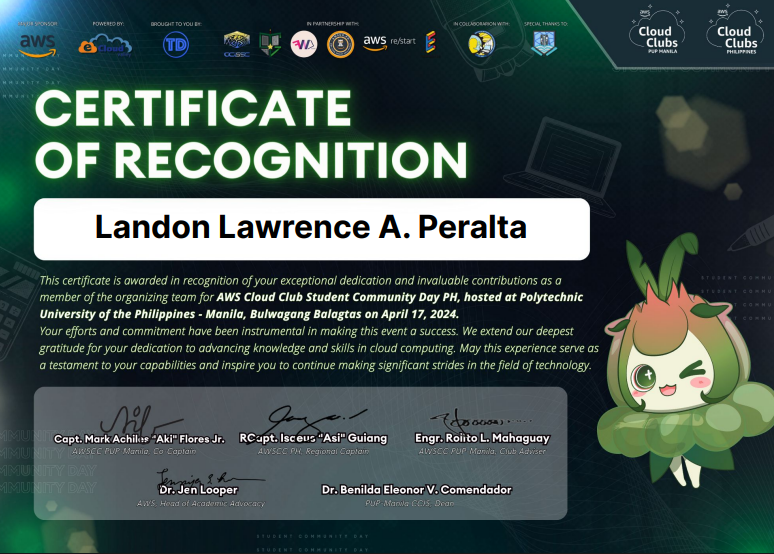 POWERED BY:
BROUGHT TO YOU BY:
IN PARTNERSHIP WITH:
IN COLLABORATION WITH:
SPECIAL THANKS TO:
aws
eCloud
TD
CCSSC
aws re/start
aws
Cloud
Clubs
PUP MANILA
aws
Cloud
Clubs
PHILIPPINES
CERTIFICATE
OF RECOGNITION
Landon Lawrence A. Peralta
This certificate is awarded in recognition of your exceptional dedication and invaluable contributions as a
member of the organizing team for AWS Cloud Club Student Community Day PH, hosted at Polytechnic
University of the Philippines - Manila, Bulwagang Balagtas on April 17, 2024.
Your efforts and commitment have been instrumental in making this event a success. We extend our deepest
gratitude for your dedication to advancing knowledge and skills in cloud computing. May this experience serve as
a testament to your capabilities and inspire you to continue making significant strides in the field of technology.
Capt. Mark Achiles "Aki" Flores Jr.
AWSCC PUP-Manila, Co-Captain
RCapt. Isceus "Asi" Guiang
AWSCC PH, Regional Captain
Engr. Rolito L. Mahaguay
AWSCC PUP-Manila, Club Adviser
Dr. Jen Looper
AWS, Head of Academic Advocacy
Dr. Benilda Eleonor V. Comendador
PUP-Manila CCIS, Dean
STUDENT COMMUNITY DAY
STUDENT COMMUNITY DAY